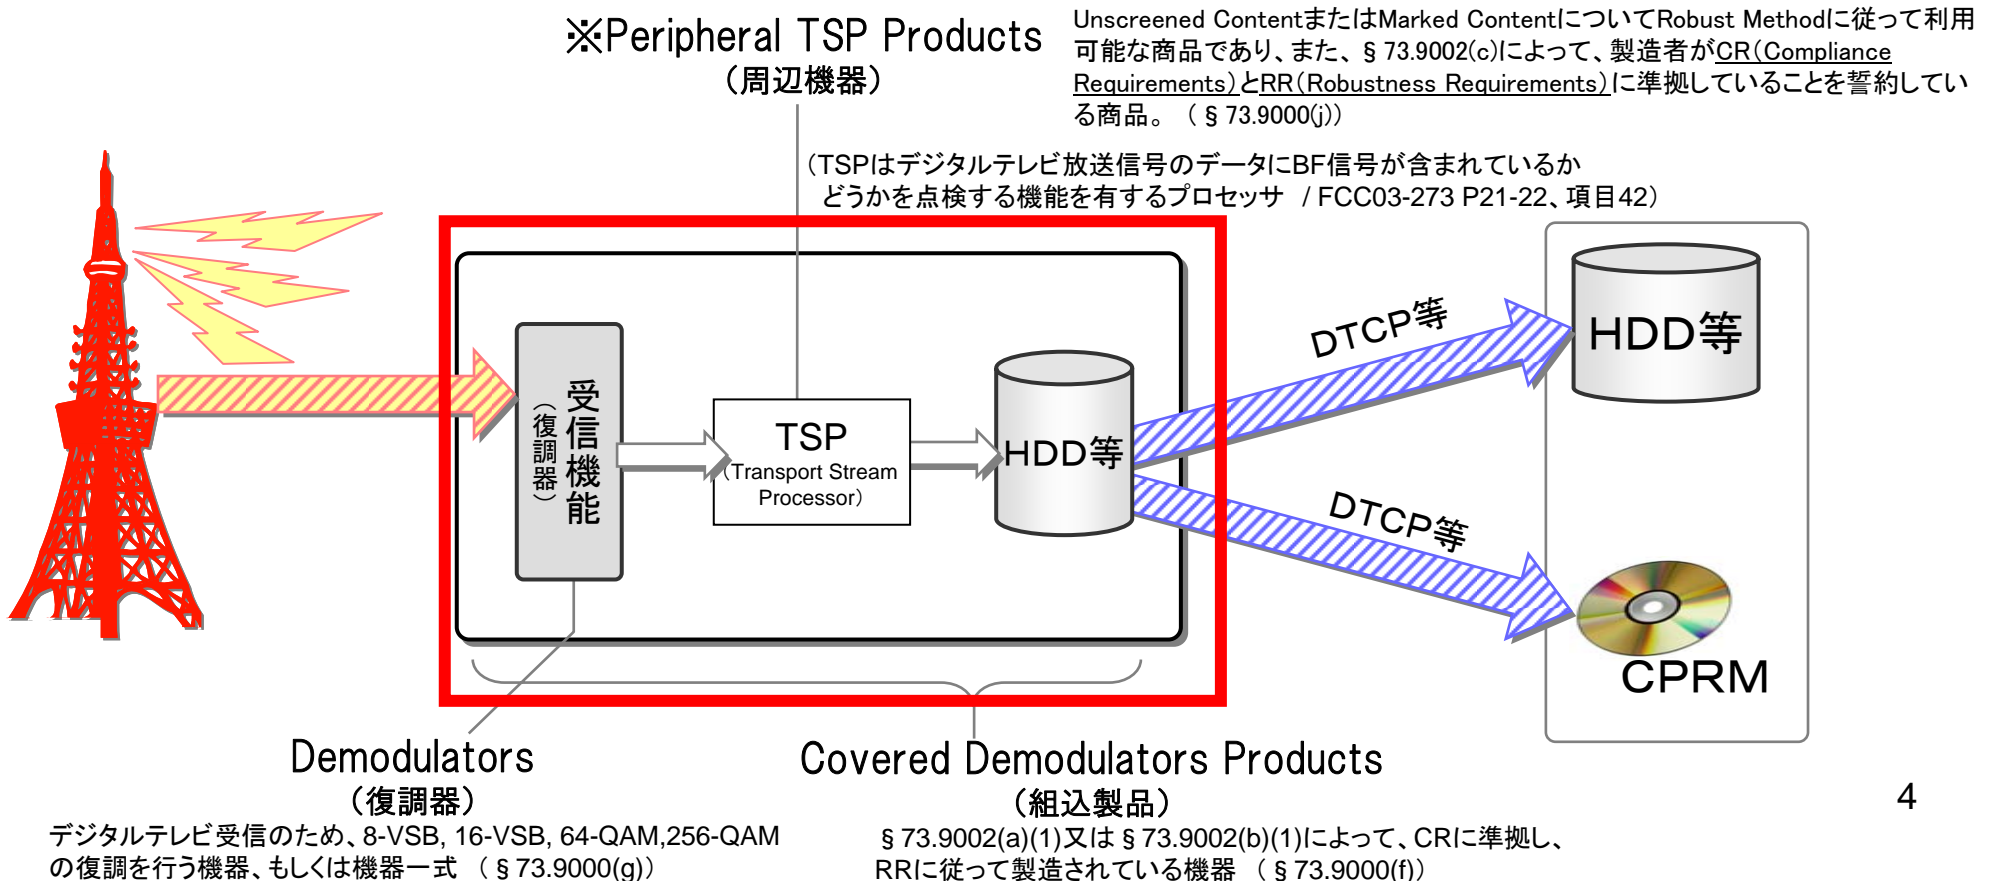 ※Peripheral TSP Products
（周辺機器）
Unscreened ContentまたはMarked ContentについてRobust Methodに従って利用
可能な商品であり、また、§73.9002(c)によって、製造者がCR(Compliance
Requirements)とRR(Robustness Requirements)に準拠していることを誓約してい
る商品。（§73.9000(j)）
（TSPはデジタルテレビ放送信号のデータにBF信号が含まれているか
どうかを点検する機能を有するプロセッサ / FCC03-273 P21-22、項目42）
受信機能
（復調器）
TSP
（Transport Stream
Processor）
HDD等
DTCP等
DTCP等
HDD等
CPRM
Demodulators
（復調器）
デジタルテレビ受信のため、8-VSB, 16-VSB, 64-QAM,256-QAM
の復調を行う機器、もしくは機器一式 （§73.9000(g)）
Covered Demodulators Products
（組込製品）
§73.9002(a)(1)又は§73.9002(b)(1)によって、CRに準拠し、
RRに従って製造されている機器 （§73.9000(f)）
4